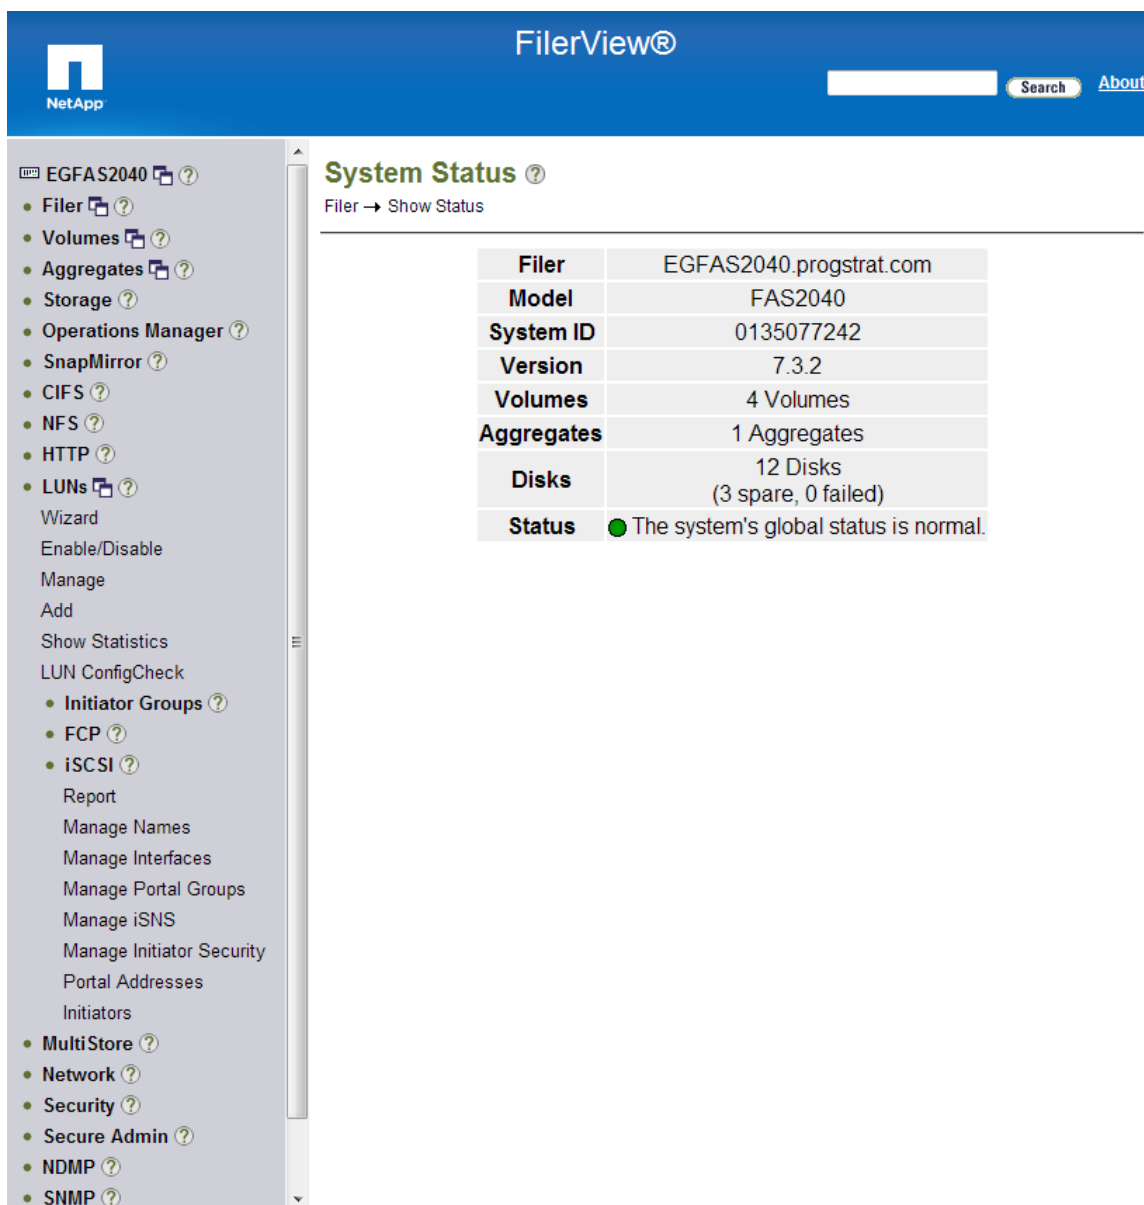 FilerView®
NetApp
Search
About
EGFAS2040
Filer
Volumes
Aggregates
Storage
Operations Manager
SnapMirror
CIFS
NFS
HTTP
LUNs
Wizard
Enable/Disable
Manage
Add
Show Statistics
LUN ConfigCheck
Initiator Groups
FCP
iSCSI
Report
Manage Names
Manage Interfaces
Manage Portal Groups
Manage iSNS
Manage Initiator Security
Portal Addresses
Initiators
MultiStore
Network
Security
Secure Admin
NDMP
SNMP
System Status
Filer → Show Status
Filer EGFAS2040.progstrat.com
Model FAS2040
System ID 0135077242
Version 7.3.2
Volumes 4 Volumes
Aggregates 1 Aggregates
Disks 12 Disks
(3 spare, 0 failed)
Status The system's global status is normal.